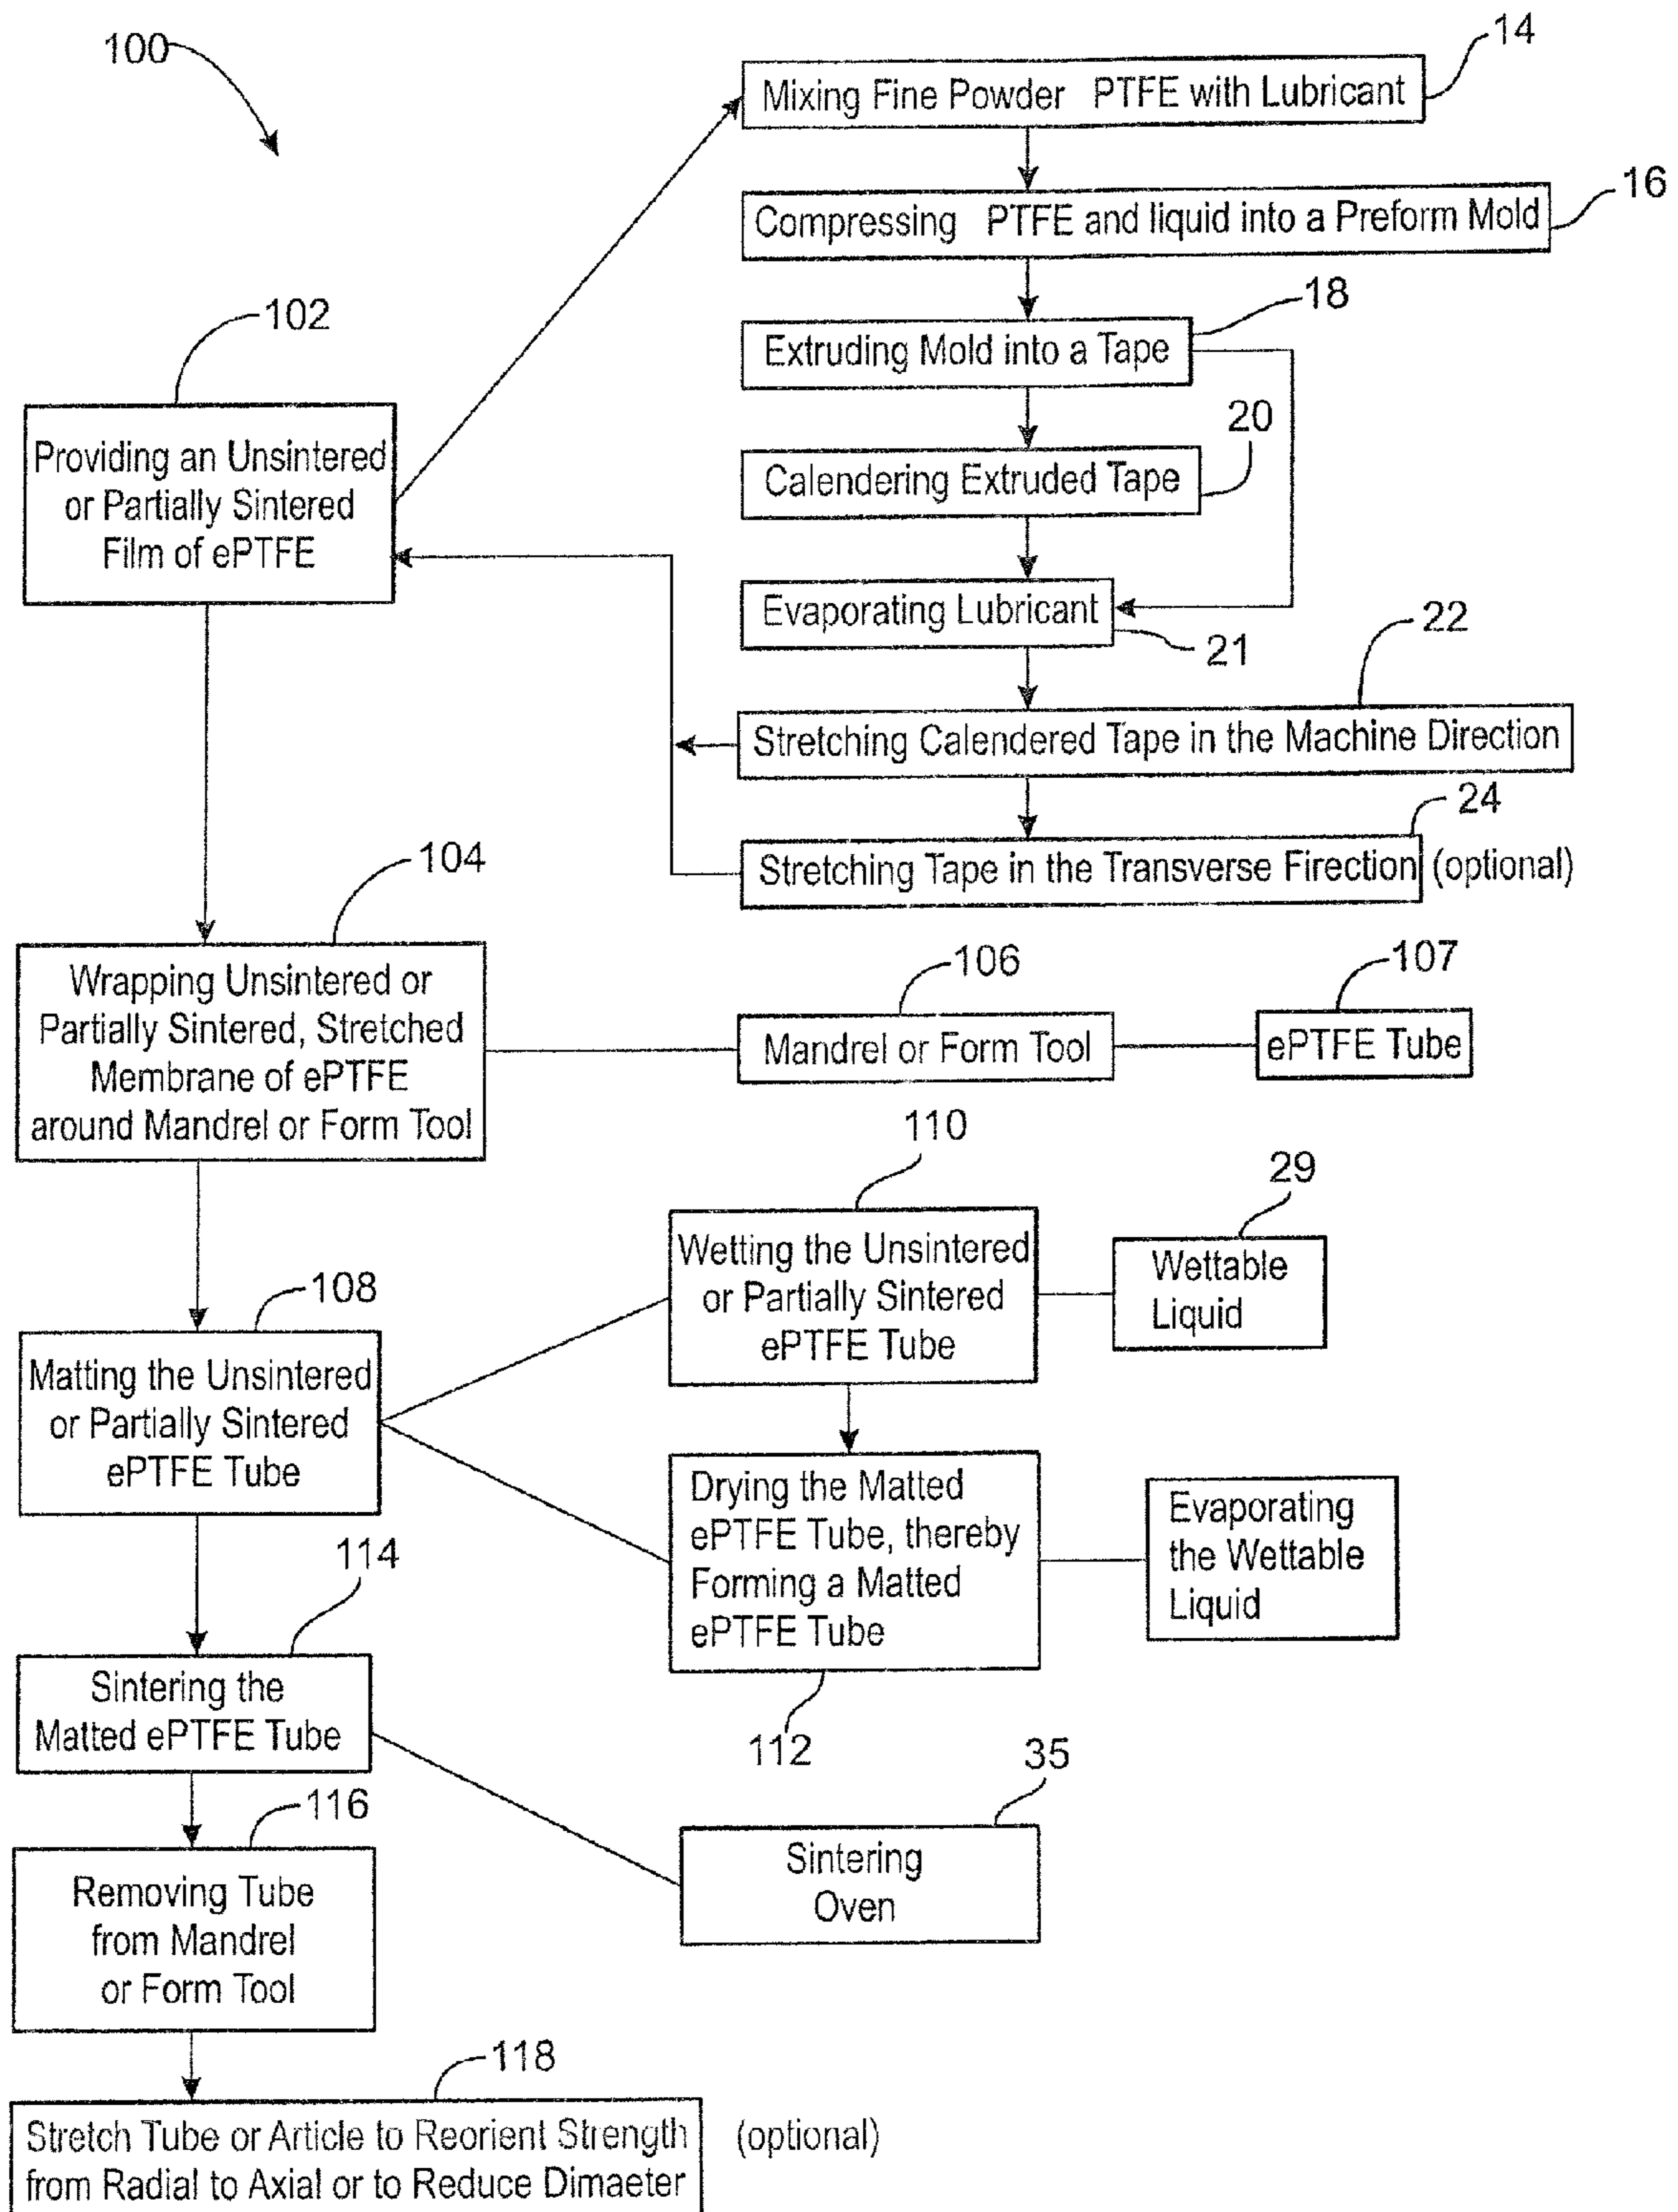 100
14
Mixing Fine Powder PTFE with Lubricant
16
Compressing PTFE and liquid into a Preform Mold
18
Extruding Mold into a Tape
20
Calendering Extruded Tape
Evaporating Lubricant
21
22
Stretching Calendered Tape in the Machine Direction
24
Stretching Tape in the Transverse Firection (optional)
102
Providing an Unsintered
or Partially Sintered
Film of ePTFE
104
Wrapping Unsintered or
Partially Sintered, Stretched
Membrane of ePTFE
around Mandrel or Form Tool
106
Mandrel or Form Tool
107
ePTFE Tube
108
Matting the Unsintered
or Partially Sintered
ePTFE Tube
110
Wetting the Unsintered
or Partially Sintered
ePTFE Tube
29
Wettable
Liquid
Drying the Matted
ePTFE Tube, thereby
Forming a Matted
ePTFE Tube
112
Evaporating
the Wettable
Liquid
114
Sintering the
Matted ePTFE Tube
35
Sintering
Oven
116
Removing Tube
from Mandrel
or Form Tool
118
Stretch Tube or Article to Reorient Strength
from Radial to Axial or to Reduce Dimaeter
(optional)